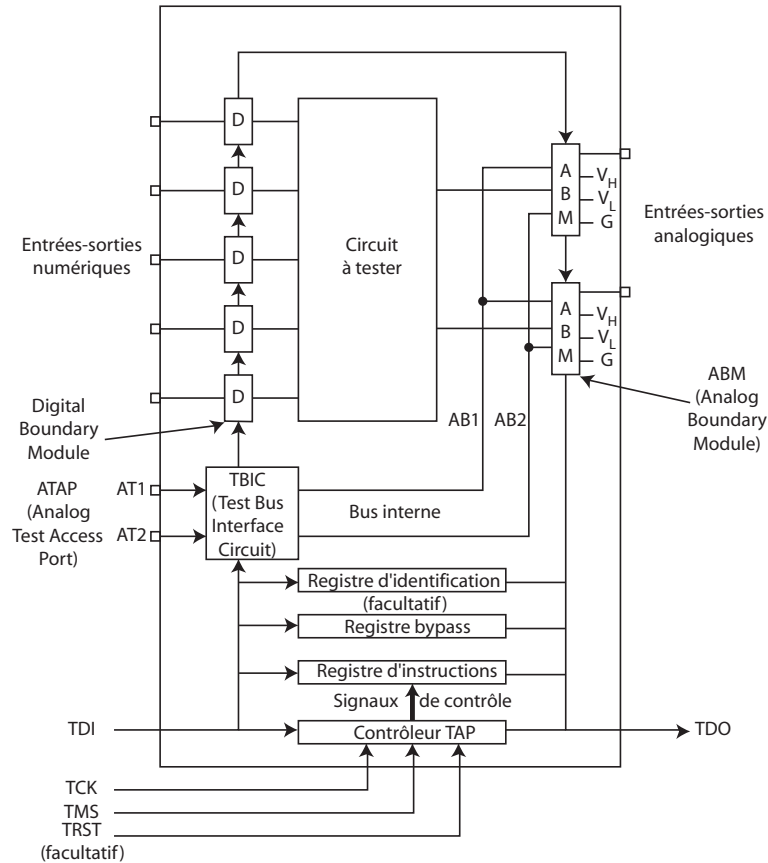 D
D
D
D
D
Circuit
à tester
A
B
M
V_H
V_L
G
A
B
M
V_H
V_L
G
Entrées-sorties
numériques
Entrées-sorties
analogiques
Digital
Boundary
Module
ABM
(Analog
Boundary
Module)
AB1
AB2
ATAP
(Analog
Test Access
Port)
AT1
AT2
TBIC
(Test Bus
Interface
Circuit)
Bus interne
Registre d'identification
(facultatif)
Registre bypass
Registre d'instructions
Signaux de contrôle
Contrôleur TAP
TDI
TDO
TCK
TMS
TRST
(facultatif)